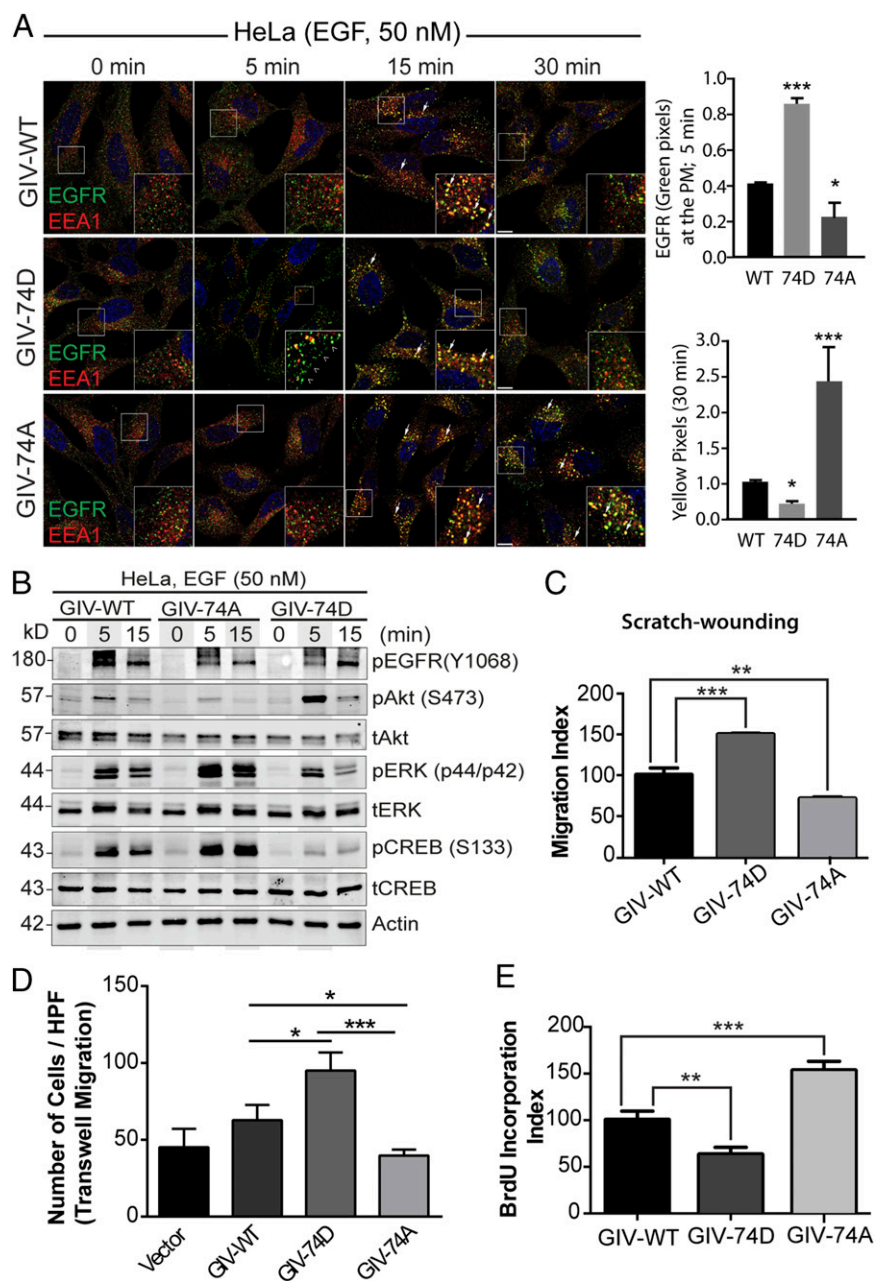 A
HeLa (EGF, 50 nM)
0 min 5 min 15 min 30 min
GIV-WT
EGFR
EEA1
GIV-74D
EGFR
EEA1
GIV-74A
EGFR
EEA1
EGFR (Green pixels)
at the PM; 5 min
1.0
0.8
0.6
0.4
0.2
0.0
***
*
WT 74D 74A
Yellow Pixels (30 min)
3.0
2.0
1.0
0.0
***
*
WT 74D 74A
B
HeLa, EGF (50 nM)
GIV-WT GIV-74A GIV-74D
kD 0 5 15 0 5 15 0 5 15 (min)
180 pEGFR(Y1068)
57 pAkt (S473)
57 tAkt
44 pERK (p44/p42)
44 tERK
43 pCREB (S133)
43 tCREB
42 Actin
C
Scratch-wounding
Migration Index
200
150
100
50
0
**
***
GIV-WT GIV-74D GIV-74A
D
Number of Cells / HPF
(Transwell Migration)
150
100
50
0
*
* ***
Vector GIV-WT GIV-74D GIV-74A
E
BrdU Incorporation
Index
200
150
100
50
0
***
**
GIV-WT GIV-74D GIV-74A